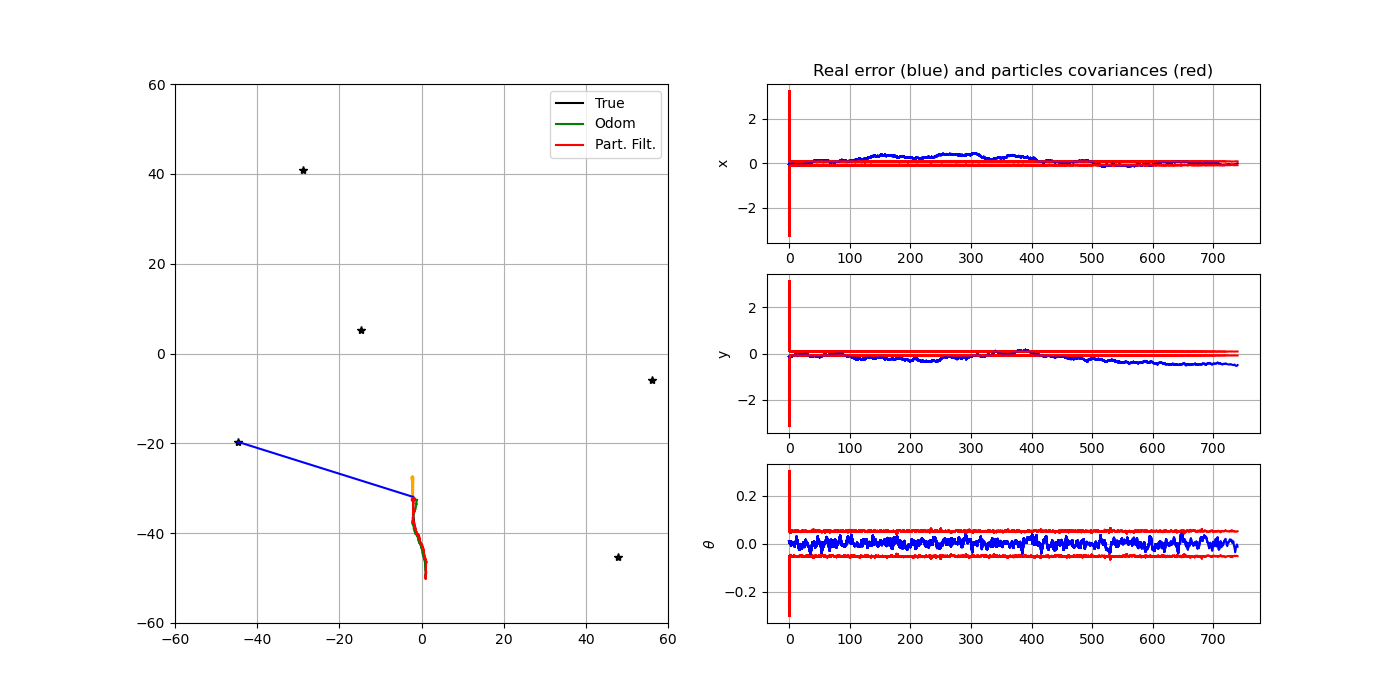 60
40
20
0
−20
−40
−60
−60 −40 −20 0 20 40 60
True
Odom
Part. Filt.
Real error (blue) and particles covariances (red)
x
2
0
−2
0 100 200 300 400 500 600 700
y
2
0
−2
0 100 200 300 400 500 600 700
θ
0.2
0.0
−0.2
0 100 200 300 400 500 600 700